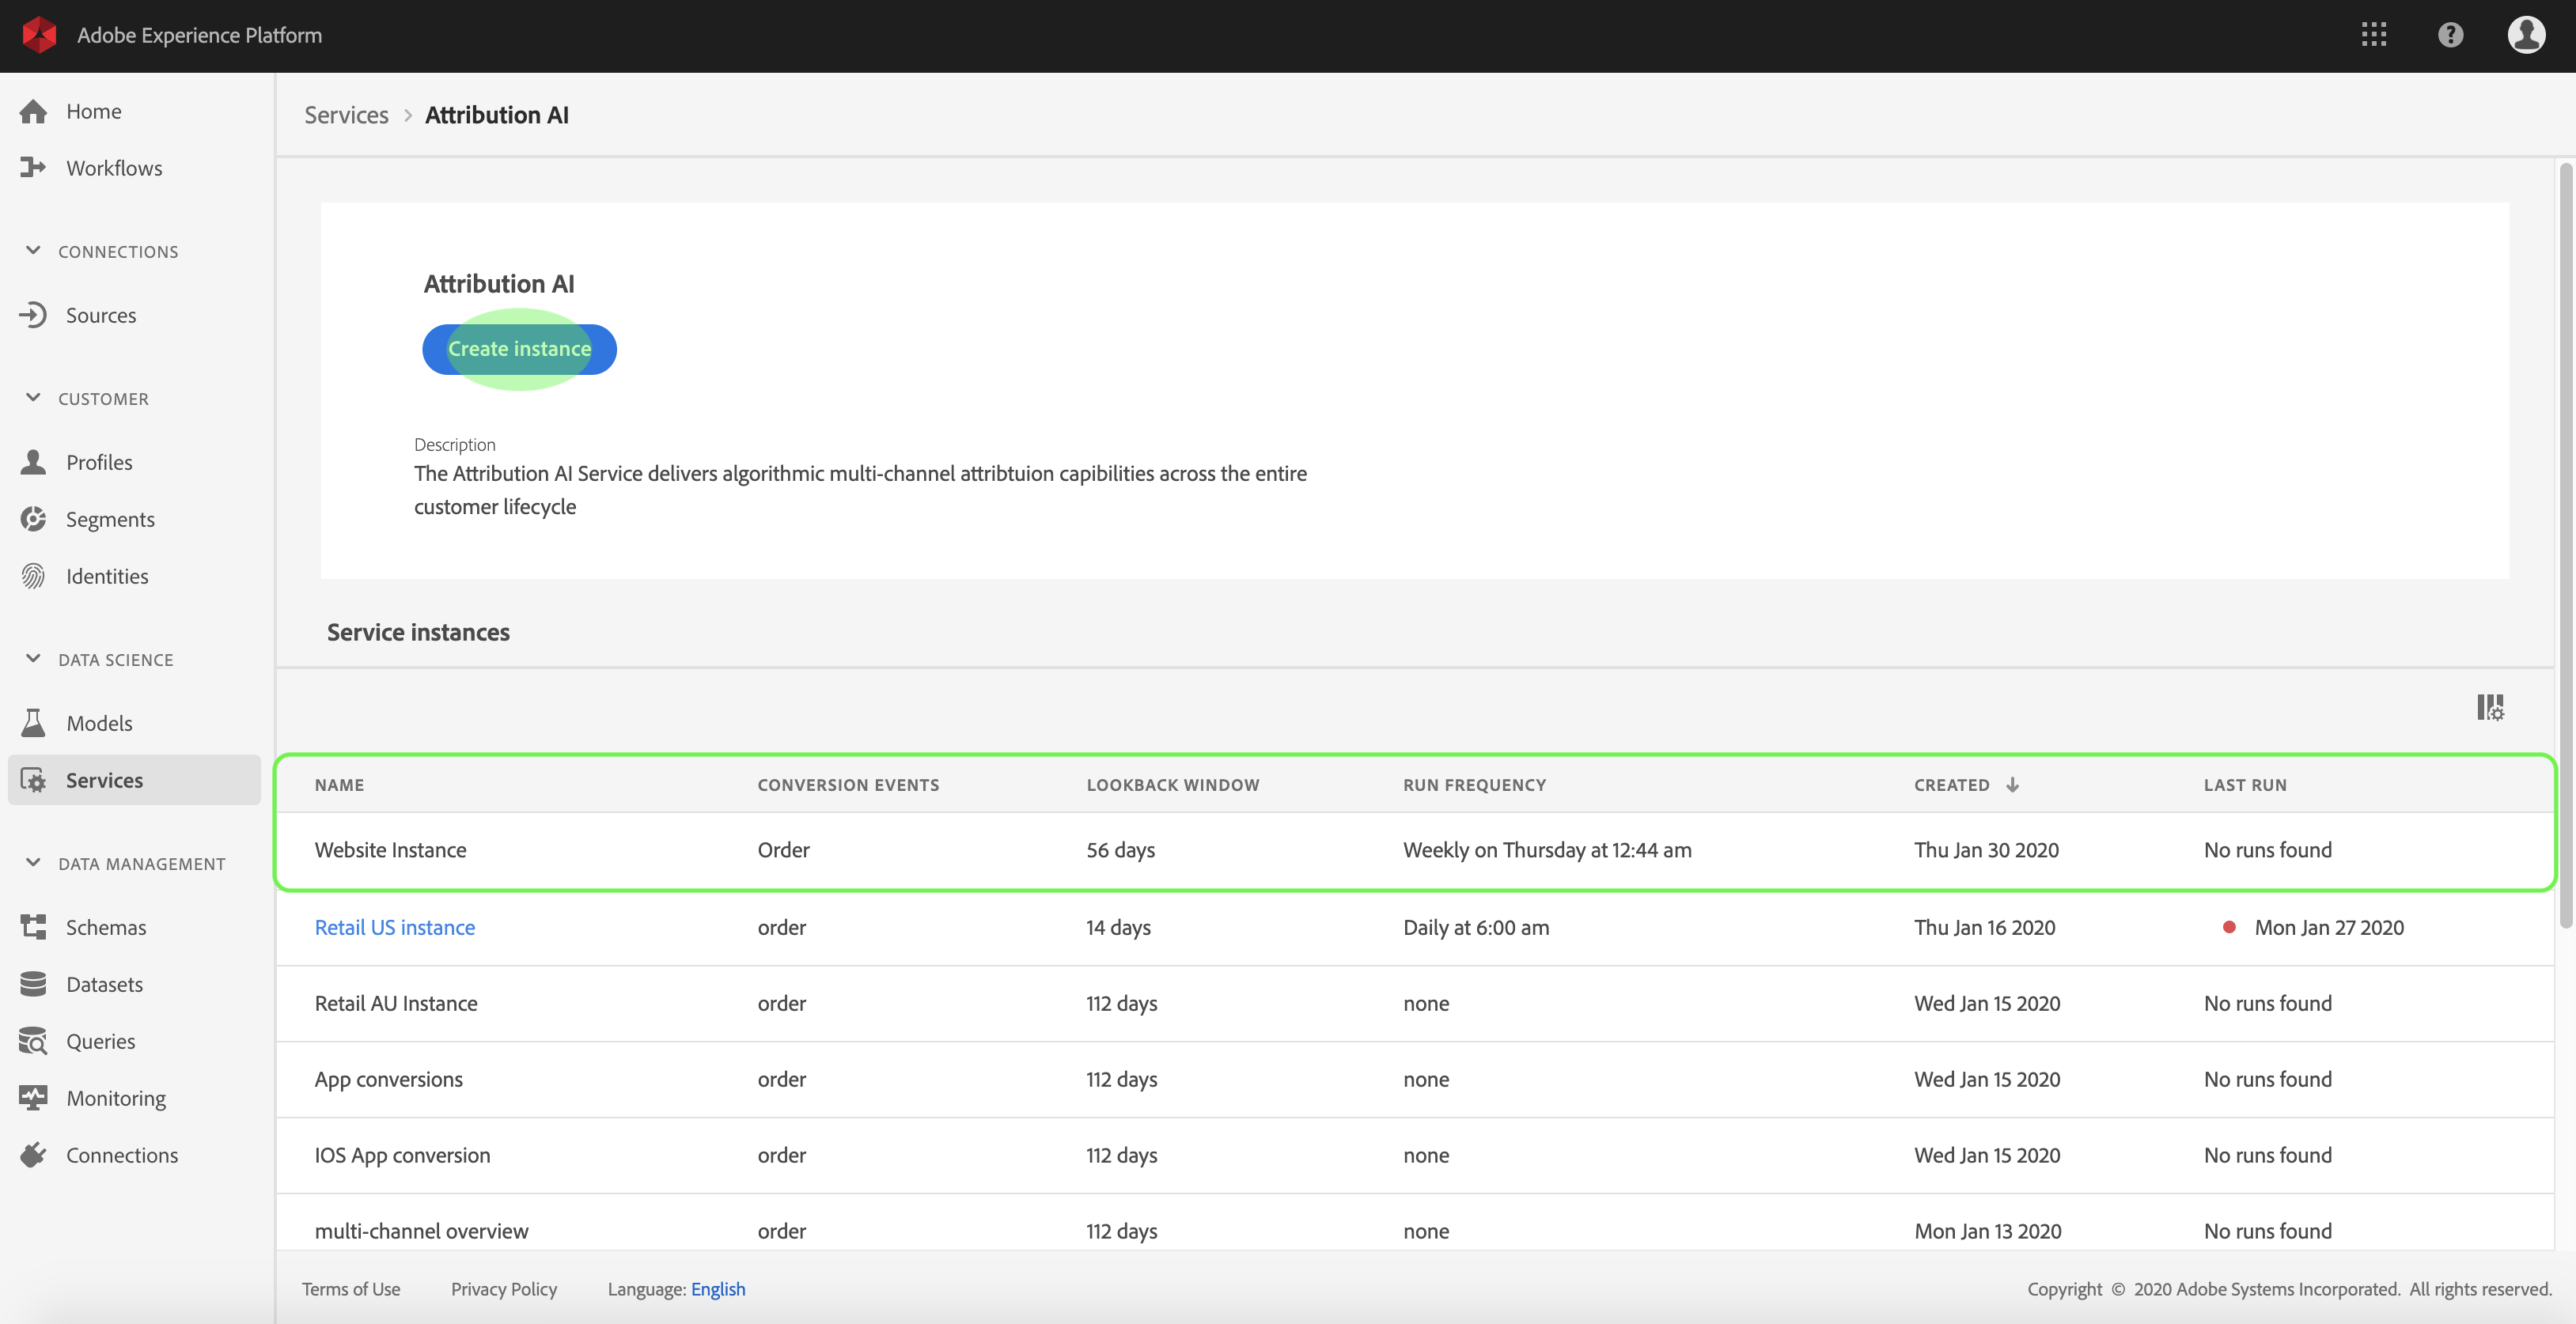 Adobe Experience Platform
Home
Workflows
CONNECTIONS
Sources
CUSTOMER
Profiles
Segments
Identities
DATA SCIENCE
Models
Services
DATA MANAGEMENT
Schemas
Datasets
Queries
Monitoring
Connections
Services > Attribution AI
Attribution AI
Create instance
Description
The Attribution AI Service delivers algorithmic multi-channel attribtuion capibilities across the entire
customer lifecycle
Service instances
NAME CONVERSION EVENTS LOOKBACK WINDOW RUN FREQUENCY CREATED ↓ LAST RUN
Website Instance Order 56 days Weekly on Thursday at 12:44 am Thu Jan 30 2020 No runs found
Retail US instance order 14 days Daily at 6:00 am Thu Jan 16 2020 Mon Jan 27 2020
Retail AU Instance order 112 days none Wed Jan 15 2020 No runs found
App conversions order 112 days none Wed Jan 15 2020 No runs found
IOS App conversion order 112 days none Wed Jan 15 2020 No runs found
multi-channel overview order 112 days none Mon Jan 13 2020 No runs found
Terms of Use Privacy Policy Language: English Copyright © 2020 Adobe Systems Incorporated. All rights reserved.